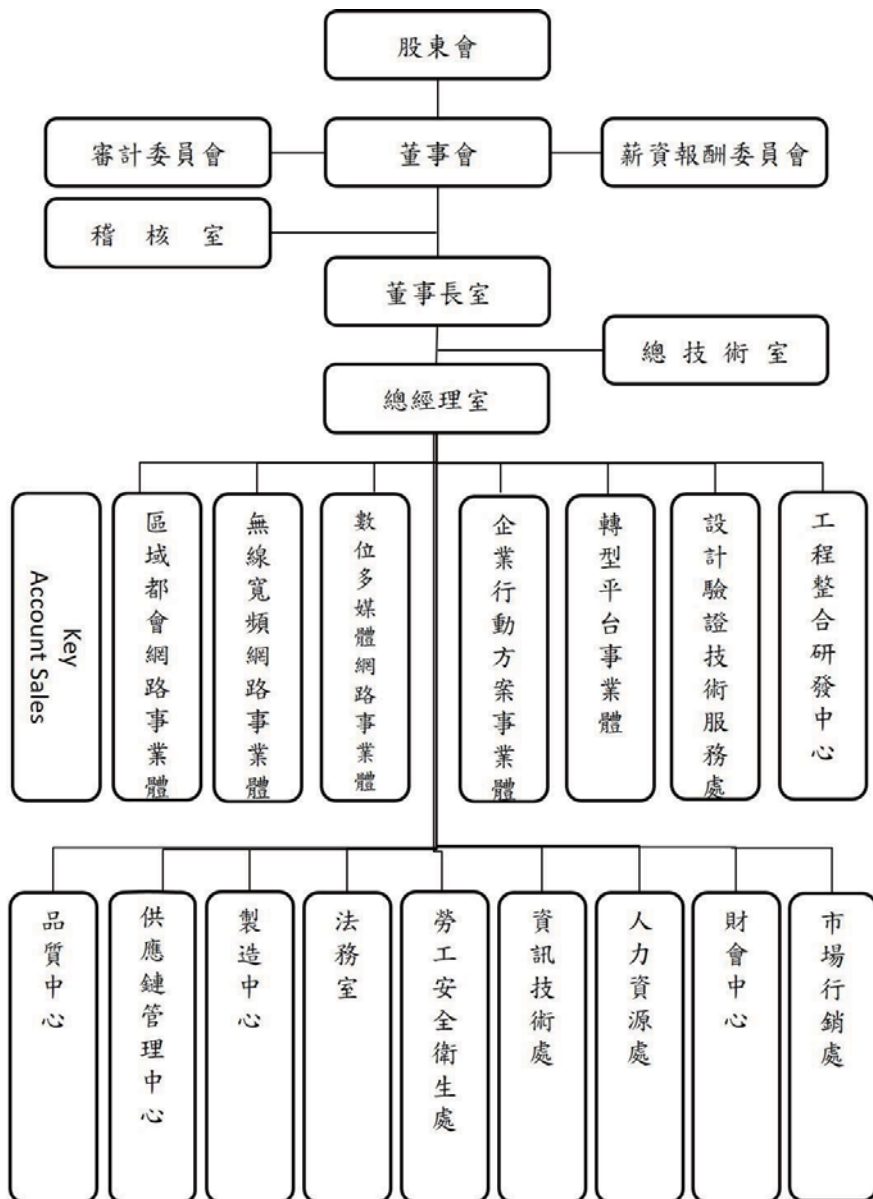 股東會
審計委員會
董事會
薪資報酬委員會
稽核室
董事長室
總技術室
總經理室
Key
Account Sales
區域都會網路事業體
無線寬頻網路事業體
數位多媒體網路事業體
企業行動方案事業體
轉型平台事業體
設計驗證技術服務處
工程整合研發中心
品質中心
供應鏈管理中心
製造中心
法務室
勞工安全衛生處
資訊技術處
人力資源處
財會中心
市場行銷處